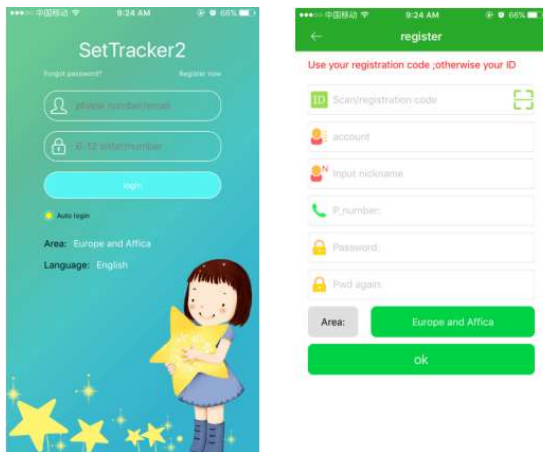 中国移动 9:24 AM 66%
SetTracker2
Forgot password? Register now
phone number/email
6-12 letter/number
login
Auto login
Area: Europe and Affica
Language: English
中国移动 9:24 AM 66%
register
Use your registration code ;otherwise your ID
ID Scan/registration code
account
N Input nickname
P_number:
Password:
Pwd again:
Area: Europe and Affica
ok